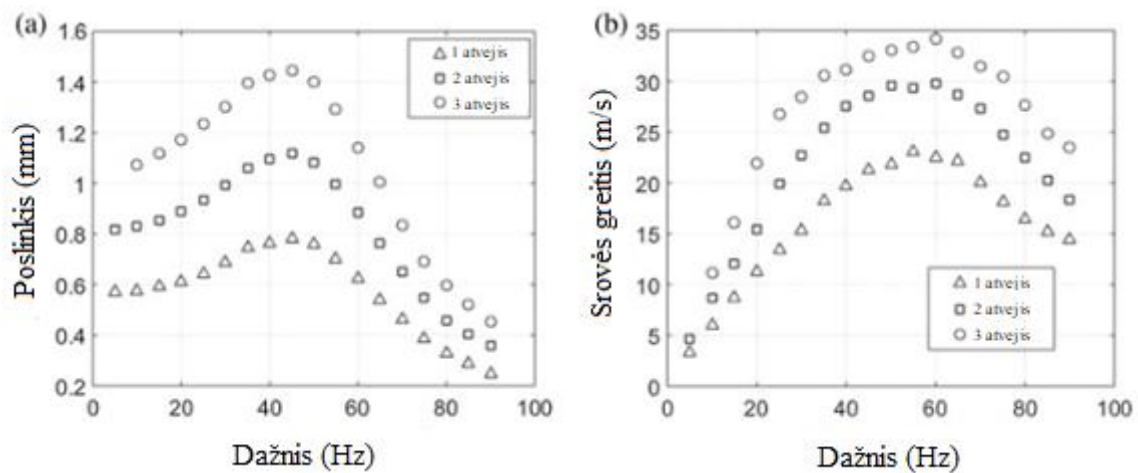 (a)
1.6
1.4
1.2
1
0.8
0.6
0.4
0.2
0 20 40 60 80 100
Poslinkis (mm)
Dažnis (Hz)
1 atvejis
2 atvejis
3 atvejis
(b)
35
30
25
20
15
10
5
0
0 20 40 60 80 100
Srovės greitis (m/s)
Dažnis (Hz)
1 atvejis
2 atvejis
3 atvejis